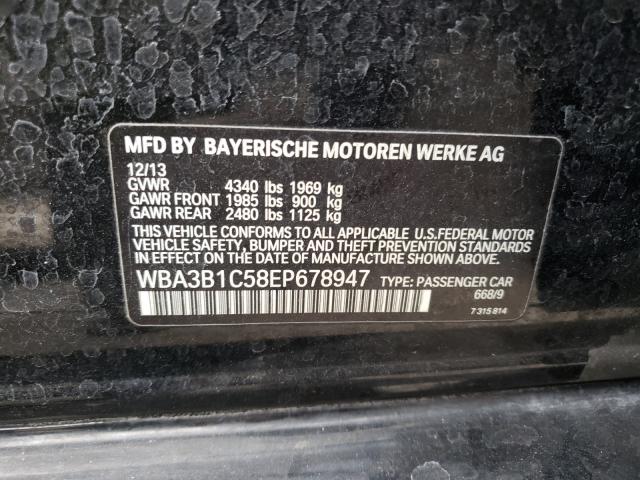 MFD BY BAYERISCHE MOTOREN WERKE AG
12/13
GVWR 4340 lbs 1969 kg
GAWR FRONT 1985 lbs 900 kg
GAWR REAR 2480 lbs 1125 kg
THIS VEHICLE CONFORMS TO ALL APPLICABLE U.S.FEDERAL MOTOR
VEHICLE SAFETY, BUMPER AND THEFT PREVENTION STANDARDS
IN EFFECT ON THE DATE OF MANUFACTURE SHOWN ABOVE.
WBA3B1C58EP678947 TYPE: PASSENGER CAR
668/9
7 315 814